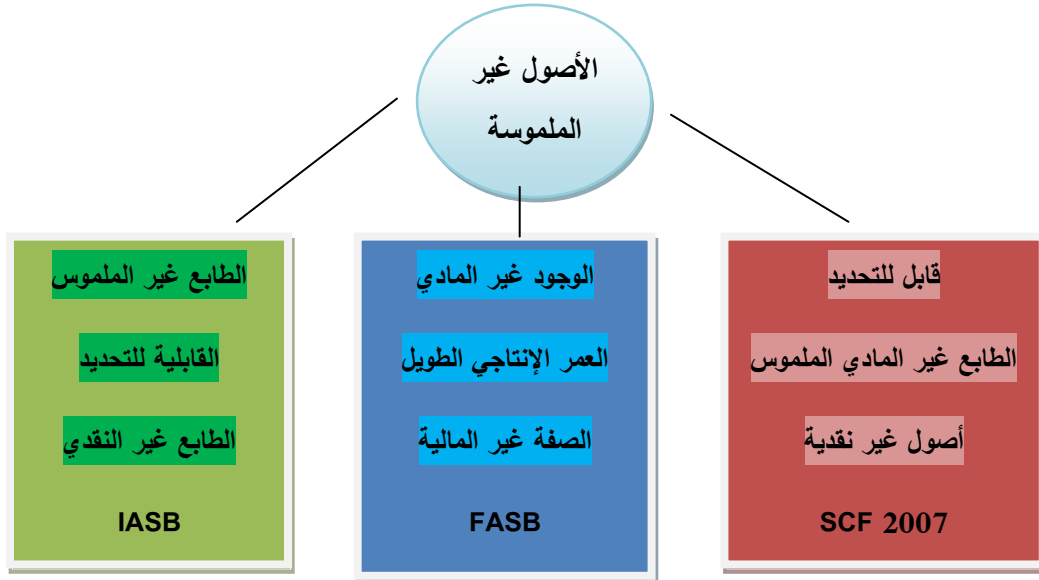 الأصول غير
الملموسة
قابل للتحديد
الطابع غير المادي الملموس
أصول غير نقدية
SCF 2007
الوجود غير المادي
العمر الإنتاجي الطويل
الصفة غير المالية
FASB
الطابع غير الملموس
القابلية للتحديد
الطابع غير النقدي
IASB